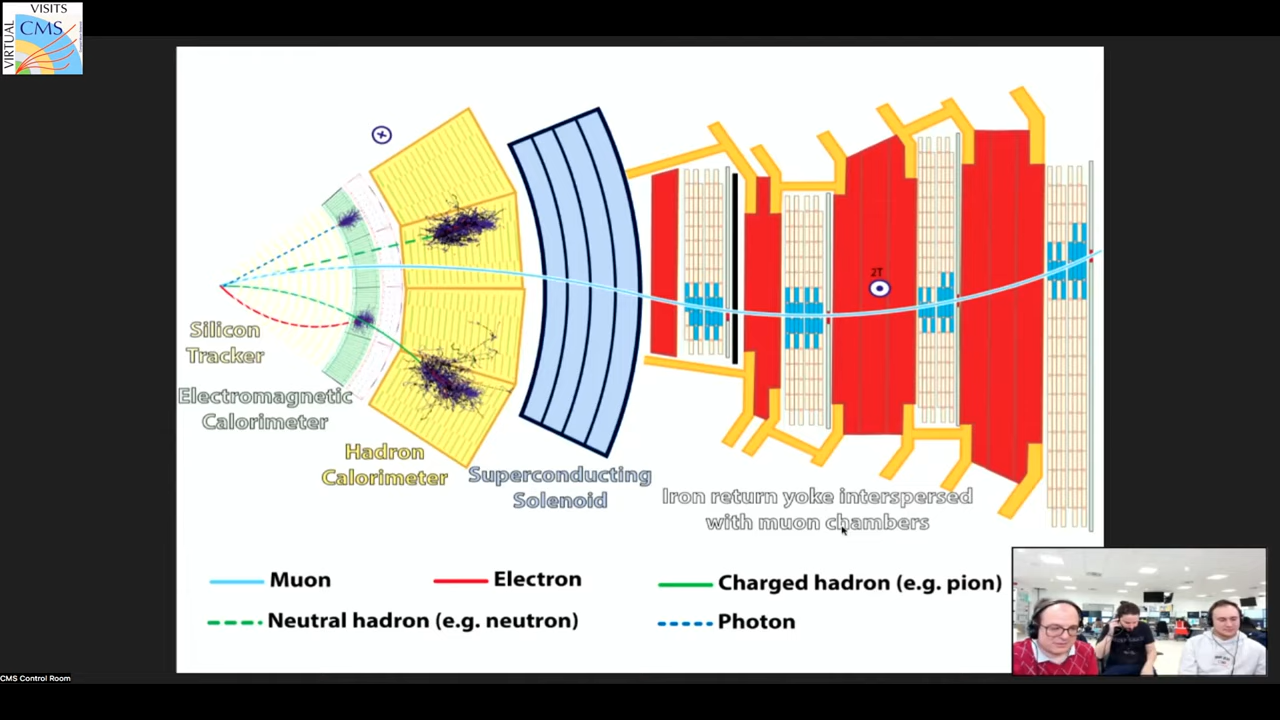 VISITS
CMS
VIRTUAL
2T
Silicon
Tracker
Electromagnetic
Calorimeter
Hadron
Calorimeter
Superconducting
Solenoid
Iron return yoke interspersed
with muon chambers
Muon
Electron
Charged hadron (e.g. pion)
Neutral hadron (e.g. neutron)
Photon
CMS Control Room